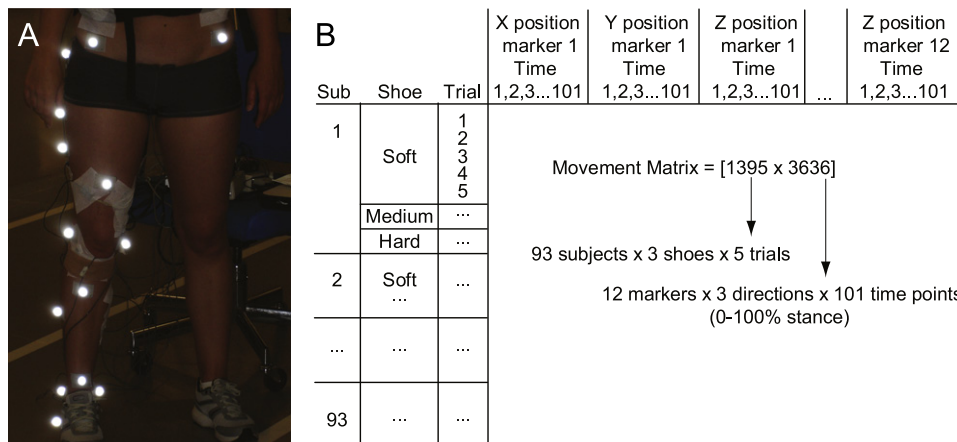 A
B
X position Y position Z position Z position
marker 1 marker 1 marker 1 marker 12
Time Time Time Time
Sub Shoe Trial 1,2,3...101 1,2,3...101 1,2,3...101 ... 1,2,3...101
1 Soft 1
2
3
4
5
Medium ...
Hard ...
2 Soft ...
...
... ... ...
93 ... ...
Movement Matrix = [1395 x 3636]
93 subjects x 3 shoes x 5 trials
12 markers x 3 directions x 101 time points
(0-100% stance)